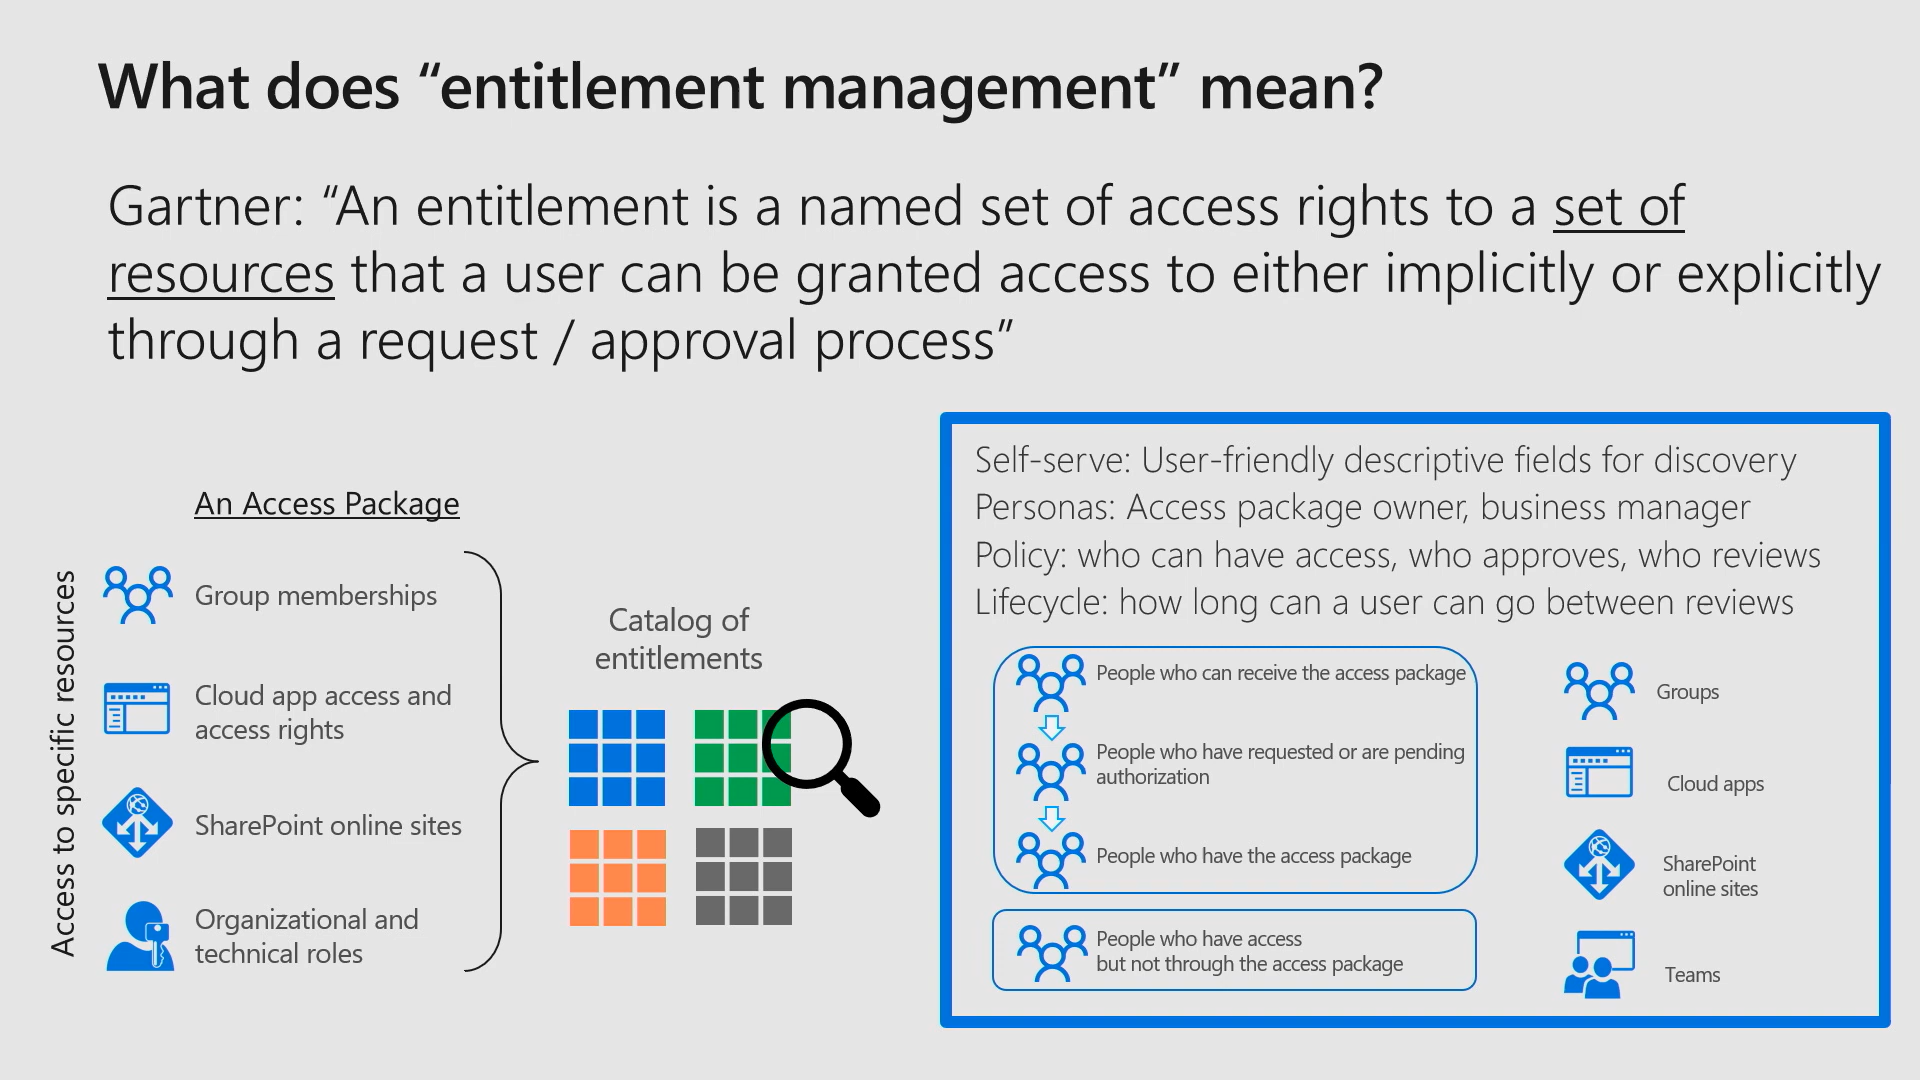 What does “entitlement management” mean?
Gartner: “An entitlement is a named set of access rights to a set of
resources that a user can be granted access to either implicitly or explicitly
through a request / approval process”
Access to specific resources
An Access Package
Group memberships
Cloud app access and
access rights
SharePoint online sites
Organizational and
technical roles
Catalog of
entitlements
Self-serve: User-friendly descriptive fields for discovery
Personas: Access package owner, business manager
Policy: who can have access, who approves, who reviews
Lifecycle: how long can a user can go between reviews
People who can receive the access package
People who have requested or are pending
authorization
People who have the access package
People who have access
but not through the access package
Groups
Cloud apps
SharePoint
online sites
Teams